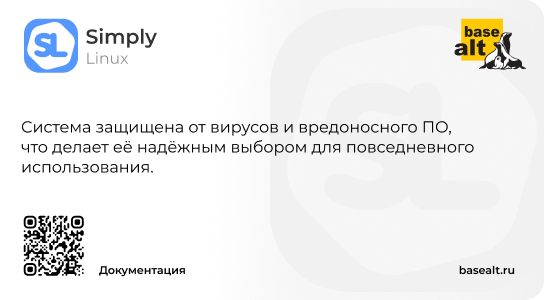 SL
Simply
Linux
base
alt
Система защищена от вирусов и вредоносного ПО,
что делает её надёжным выбором для повседневного
использования.
Документация
basealt.ru